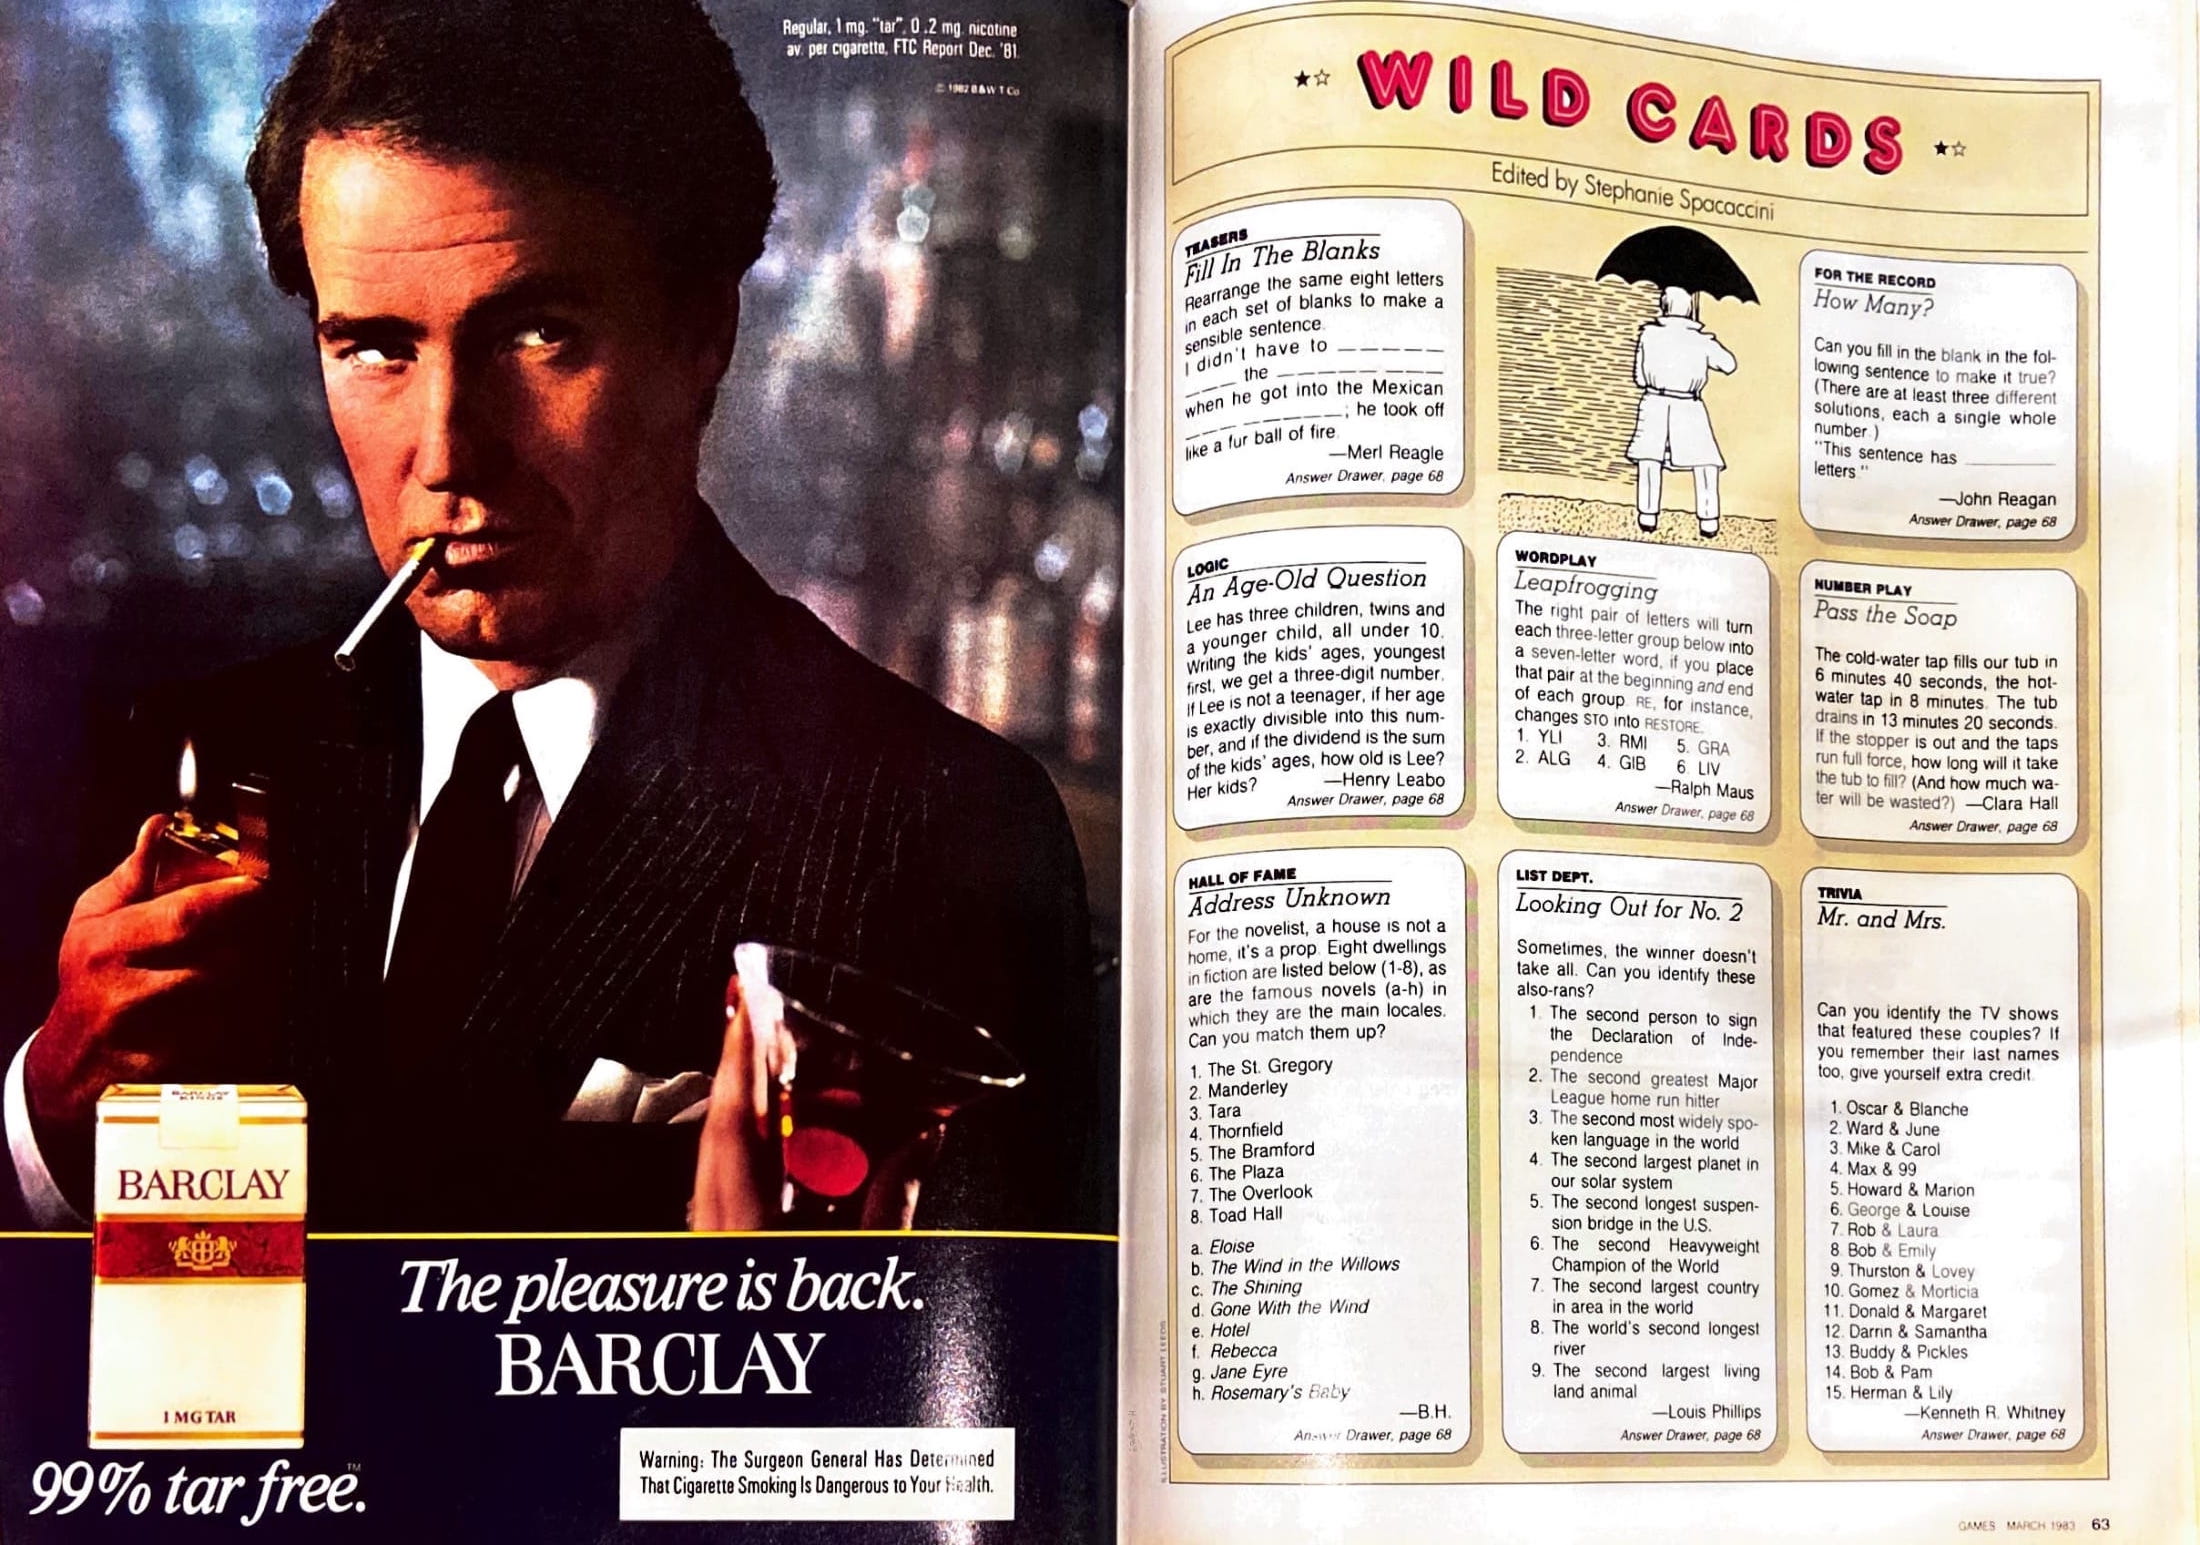 Regular, 1 mg. "tar", 0.2 mg. nicotine
av. per cigarette, FTC Report Dec. '81.
© 1982 B&W T Co
BARCLAY
KINGS
BARCLAY
1 MG TAR
The pleasure is back.
BARCLAY
99% tar free.™
Warning: The Surgeon General Has Determined
That Cigarette Smoking Is Dangerous to Your Health.
WILD CARDS
Edited by Stephanie Spacaccini
TEASERS
Fill In The Blanks
Rearrange the same eight letters
in each set of blanks to make a
sensible sentence.
I didn't have to _ _ _ _ _
_ _ _ the _ _ _ _ _ _ _ _
when he got into the Mexican
_ _ _ _ _ _ _ _; he took off
like a fur ball of fire.
—Merl Reagle
Answer Drawer, page 68
FOR THE RECORD
How Many?
Can you fill in the blank in the fol-
lowing sentence to make it true?
(There are at least three different
solutions, each a single whole
number.)
"This sentence has ______
letters."
—John Reagan
Answer Drawer, page 68
LOGIC
An Age-Old Question
Lee has three children, twins and
a younger child, all under 10.
Writing the kids' ages, youngest
first, we get a three-digit number.
If Lee is not a teenager, if her age
is exactly divisible into this num-
ber, and if the dividend is the sum
of the kids' ages, how old is Lee?
Her kids? —Henry Leabo
Answer Drawer, page 68
WORDPLAY
Leapfrogging
The right pair of letters will turn
each three-letter group below into
a seven-letter word, if you place
that pair at the beginning and end
of each group. RE, for instance,
changes STO into RESTORE.
1. YLI 3. RMI 5. GRA
2. ALG 4. GIB 6. LIV
—Ralph Maus
Answer Drawer, page 68
NUMBER PLAY
Pass the Soap
The cold-water tap fills our tub in
6 minutes 40 seconds, the hot-
water tap in 8 minutes. The tub
drains in 13 minutes 20 seconds.
If the stopper is out and the taps
run full force, how long will it take
the tub to fill? (And how much wa-
ter will be wasted?) —Clara Hall
Answer Drawer, page 68
HALL OF FAME
Address Unknown
For the novelist, a house is not a
home, it's a prop. Eight dwellings
in fiction are listed below (1-8), as
are the famous novels (a-h) in
which they are the main locales.
Can you match them up?
1. The St. Gregory
2. Manderley
3. Tara
4. Thornfield
5. The Bramford
6. The Plaza
7. The Overlook
8. Toad Hall
a. Eloise
b. The Wind in the Willows
c. The Shining
d. Gone With the Wind
e. Hotel
f. Rebecca
g. Jane Eyre
h. Rosemary's Baby
—B.H.
Answer Drawer, page 68
LIST DEPT.
Looking Out for No. 2
Sometimes, the winner doesn't
take all. Can you identify these
also-rans?
1. The second person to sign
the Declaration of Inde-
pendence
2. The second greatest Major
League home run hitter
3. The second most widely spo-
ken language in the world
4. The second largest planet in
our solar system
5. The second longest suspen-
sion bridge in the U.S.
6. The second Heavyweight
Champion of the World
7. The second largest country
in area in the world
8. The world's second longest
river
9. The second largest living
land animal
—Louis Phillips
Answer Drawer, page 68
TRIVIA
Mr. and Mrs.
Can you identify the TV shows
that featured these couples? If
you remember their last names
too, give yourself extra credit.
1. Oscar & Blanche
2. Ward & June
3. Mike & Carol
4. Max & 99
5. Howard & Marion
6. George & Louise
7. Rob & Laura
8. Bob & Emily
9. Thurston & Lovey
10. Gomez & Morticia
11. Donald & Margaret
12. Darrin & Samantha
13. Buddy & Pickles
14. Bob & Pam
15. Herman & Lily
—Kenneth R. Whitney
Answer Drawer, page 68
ILLUSTRATION BY STUART LEEDS
GAMES MARCH 1983 63